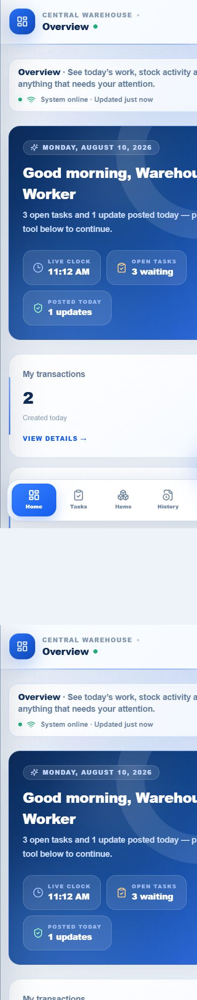 CENTRAL WAREHOUSE
Overview
Overview · See today’s work, stock activity a
anything that needs your attention.
System online · Updated just now
MONDAY, AUGUST 10, 2026
Good morning, Warehou
Worker
3 open tasks and 1 update posted today — p
tool below to continue.
LIVE CLOCK
11:12 AM
OPEN TASKS
3 waiting
POSTED TODAY
1 updates
My transactions
2
Created today
VIEW DETAILS →
Home
Tasks
Items
History
CENTRAL WAREHOUSE
Overview
Overview · See today’s work, stock activity a
anything that needs your attention.
System online · Updated just now
MONDAY, AUGUST 10, 2026
Good morning, Warehou
Worker
3 open tasks and 1 update posted today — p
tool below to continue.
LIVE CLOCK
11:12 AM
OPEN TASKS
3 waiting
POSTED TODAY
1 updates
My transactions